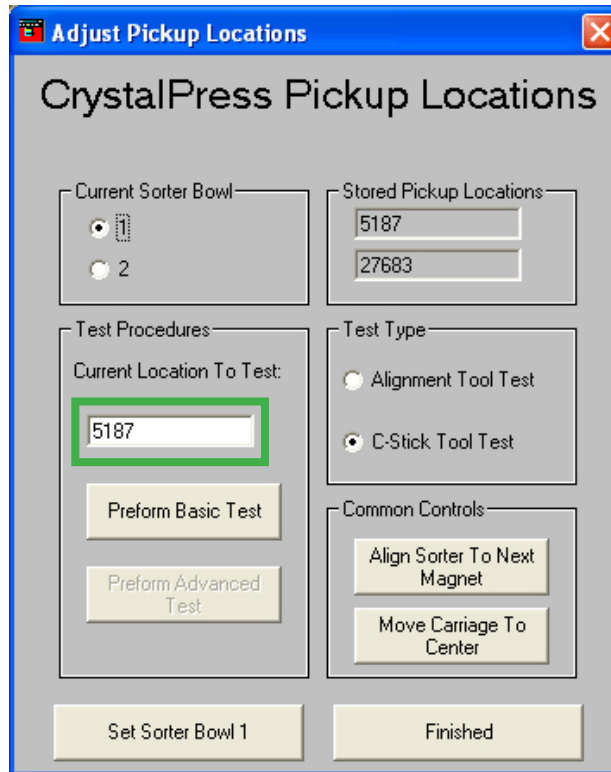 Adjust Pickup Locations
CrystalPress Pickup Locations
Current Sorter Bowl
1
2
Stored Pickup Locations
5187
27683
Test Procedures
Current Location To Test:
5187
Preform Basic Test
Preform Advanced
Test
Test Type
Alignment Tool Test
C-Stick Tool Test
Common Controls
Align Sorter To Next
Magnet
Move Carriage To
Center
Set Sorter Bowl 1
Finished